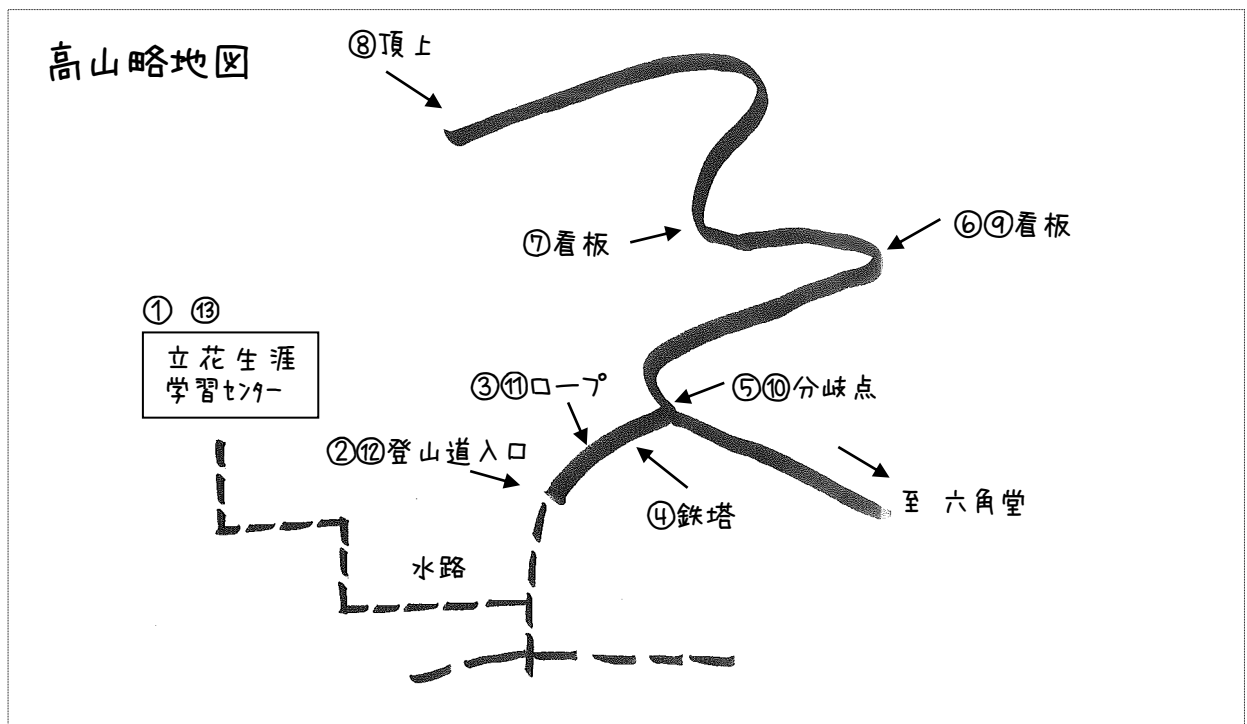 高山略地図
⑧頂上
⑦看板
⑥⑨看板
① ⑬
立花生涯
学習センター
③⑪ロープ
⑤⑩分岐点
②⑫登山道入口
④鉄塔
至 六角堂
水路